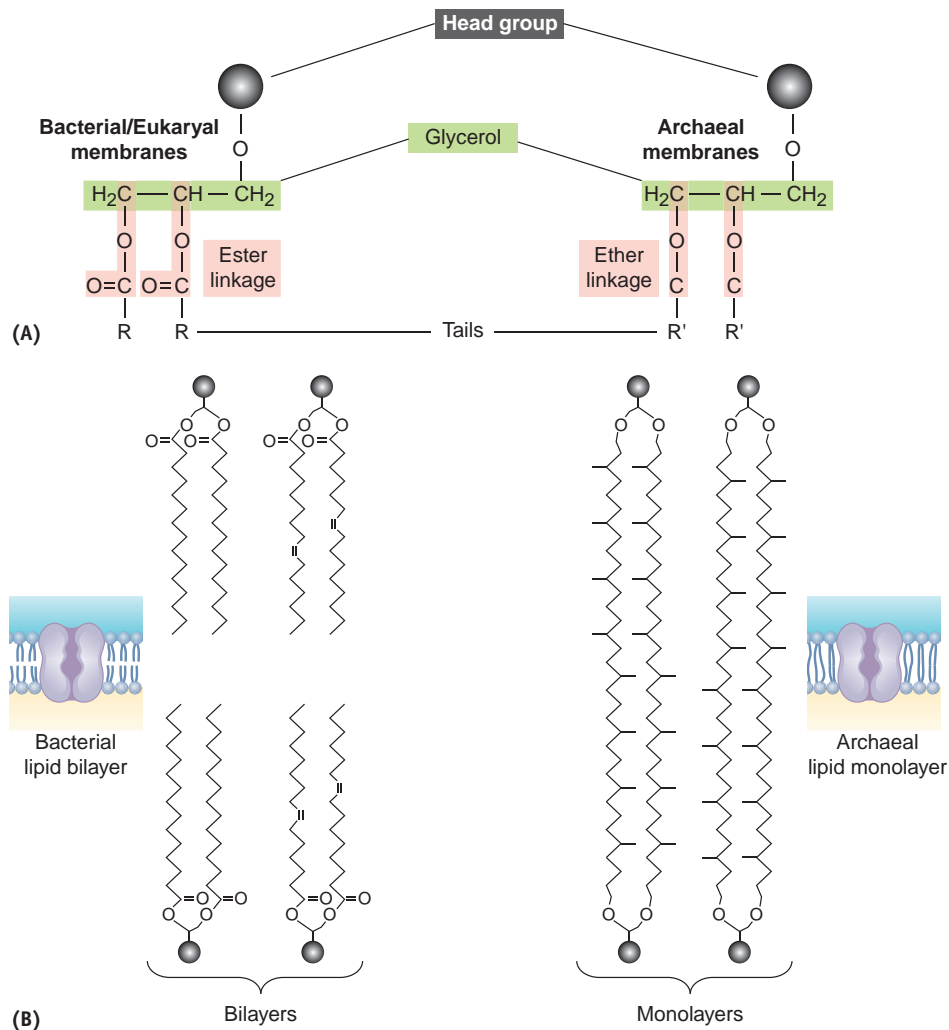 Head group
Bacterial/Eukaryal
membranes
Archaeal
membranes
Glycerol
O
O
H₂C — CH — CH₂
H₂C — CH — CH₂
O O
O O
Ester
linkage
Ether
linkage
O=C O=C
C C
R R
Tails
R' R'
(A)
O O
O O
O= O=
O= O=
O O
O O
Bacterial
lipid bilayer
Archaeal
lipid monolayer
=O =O
=O =O
O O
O O
O O
O O
Bilayers
Monolayers
(B)